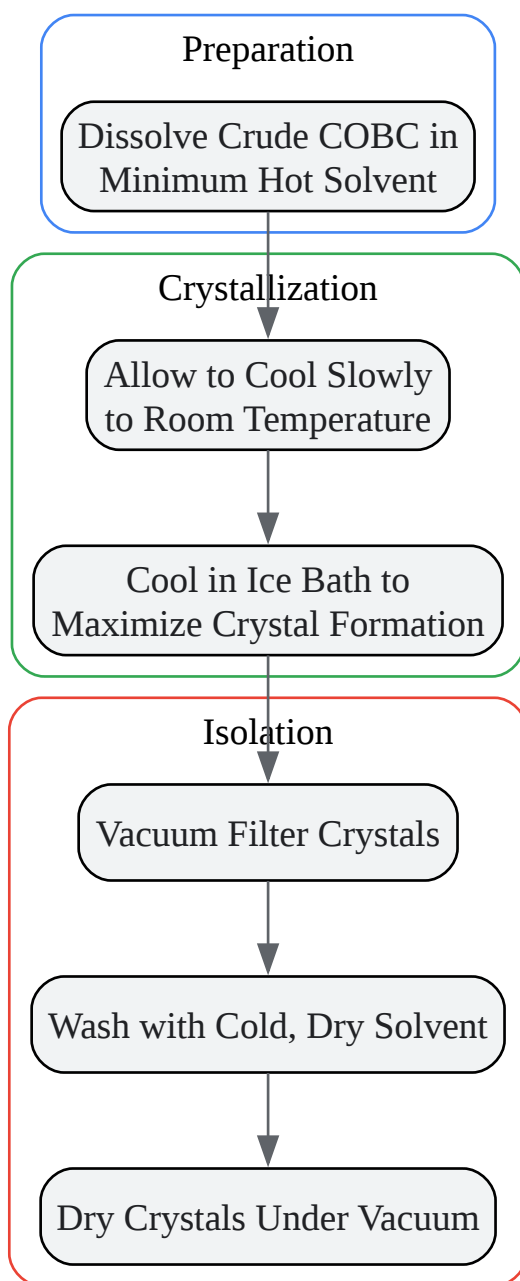 Preparation
Dissolve Crude COBC in
Minimum Hot Solvent
Crystallization
Allow to Cool Slowly
to Room Temperature
Cool in Ice Bath to
Maximize Crystal Formation
Isolation
Vacuum Filter Crystals
Wash with Cold, Dry Solvent
Dry Crystals Under Vacuum